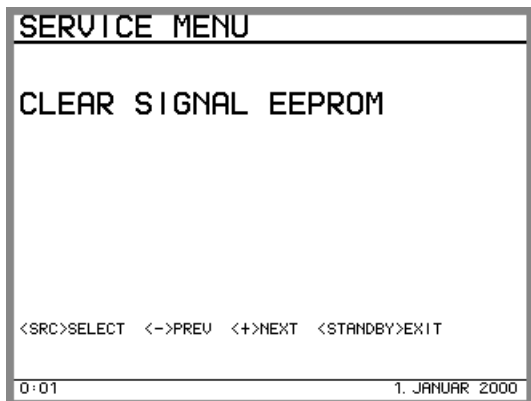 SERVICE MENU
CLEAR SIGNAL EEPROM
<SRC>SELECT <->PREV <+>NEXT <STANDBY>EXIT
0:01 1. JANUAR 2000